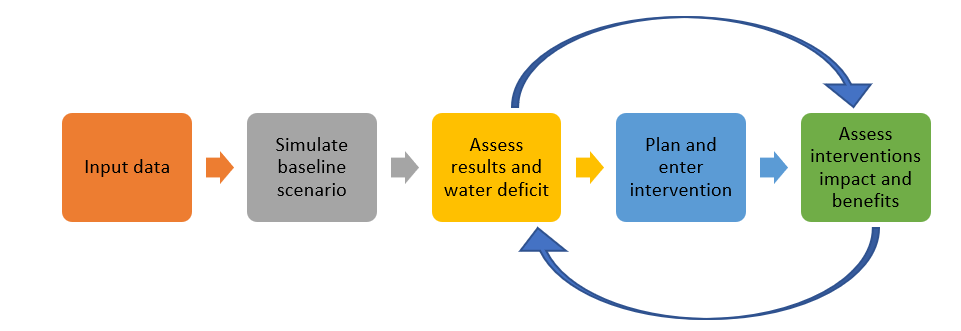 Input data
Simulate
baseline
scenario
Assess
results and
water deficit
Plan and
enter
intervention
Assess
interventions
impact and
benefits